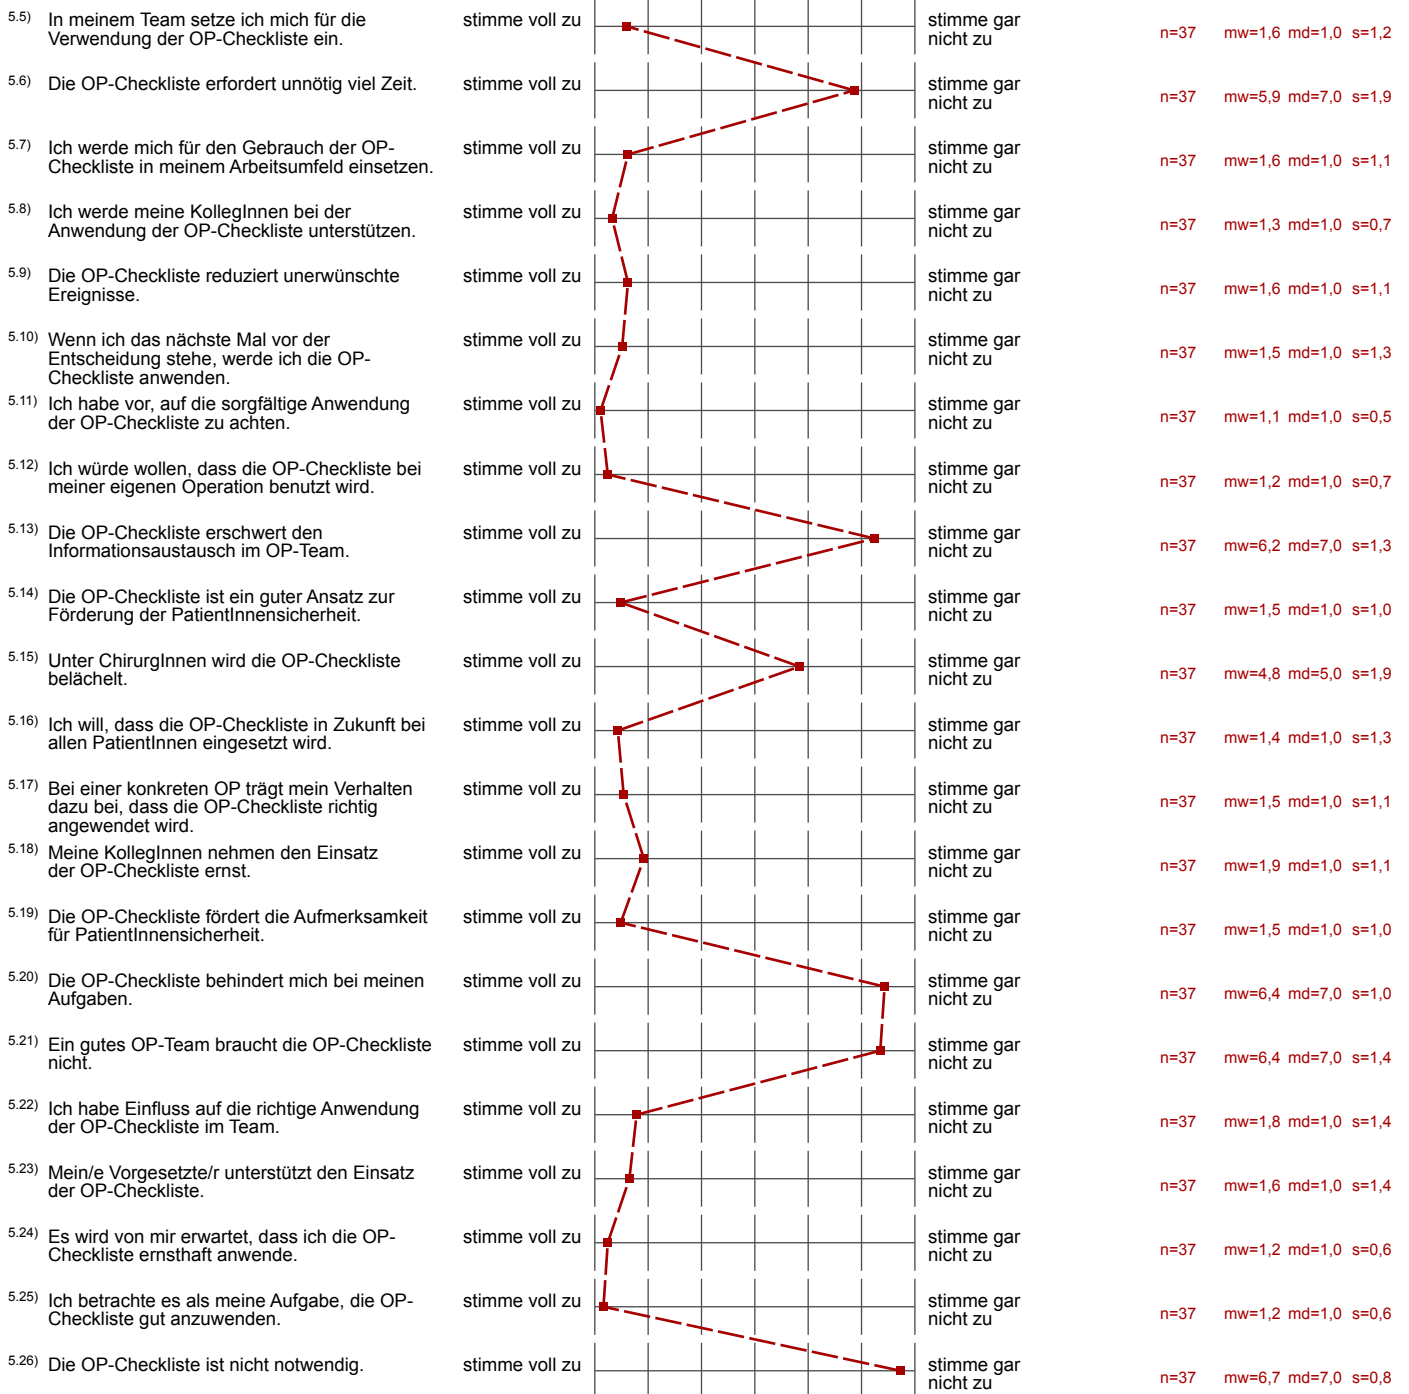 5.5) In meinem Team setze ich mich für die
Verwendung der OP-Checkliste ein.
stimme voll zu
stimme gar
nicht zu
n=37 mw=1,6 md=1,0 s=1,2
5.6) Die OP-Checkliste erfordert unnötig viel Zeit.
stimme voll zu
stimme gar
nicht zu
n=37 mw=5,9 md=7,0 s=1,9
5.7) Ich werde mich für den Gebrauch der OP-
Checkliste in meinem Arbeitsumfeld einsetzen.
stimme voll zu
stimme gar
nicht zu
n=37 mw=1,6 md=1,0 s=1,1
5.8) Ich werde meine KollegInnen bei der
Anwendung der OP-Checkliste unterstützen.
stimme voll zu
stimme gar
nicht zu
n=37 mw=1,3 md=1,0 s=0,7
5.9) Die OP-Checkliste reduziert unerwünschte
Ereignisse.
stimme voll zu
stimme gar
nicht zu
n=37 mw=1,6 md=1,0 s=1,1
5.10) Wenn ich das nächste Mal vor der
Entscheidung stehe, werde ich die OP-
Checkliste anwenden.
stimme voll zu
stimme gar
nicht zu
n=37 mw=1,5 md=1,0 s=1,3
5.11) Ich habe vor, auf die sorgfältige Anwendung
der OP-Checkliste zu achten.
stimme voll zu
stimme gar
nicht zu
n=37 mw=1,1 md=1,0 s=0,5
5.12) Ich würde wollen, dass die OP-Checkliste bei
meiner eigenen Operation benutzt wird.
stimme voll zu
stimme gar
nicht zu
n=37 mw=1,2 md=1,0 s=0,7
5.13) Die OP-Checkliste erschwert den
Informationsaustausch im OP-Team.
stimme voll zu
stimme gar
nicht zu
n=37 mw=6,2 md=7,0 s=1,3
5.14) Die OP-Checkliste ist ein guter Ansatz zur
Förderung der PatientInnensicherheit.
stimme voll zu
stimme gar
nicht zu
n=37 mw=1,5 md=1,0 s=1,0
5.15) Unter ChirurgInnen wird die OP-Checkliste
belächelt.
stimme voll zu
stimme gar
nicht zu
n=37 mw=4,8 md=5,0 s=1,9
5.16) Ich will, dass die OP-Checkliste in Zukunft bei
allen PatientInnen eingesetzt wird.
stimme voll zu
stimme gar
nicht zu
n=37 mw=1,4 md=1,0 s=1,3
5.17) Bei einer konkreten OP trägt mein Verhalten
dazu bei, dass die OP-Checkliste richtig
angewendet wird.
stimme voll zu
stimme gar
nicht zu
n=37 mw=1,5 md=1,0 s=1,1
5.18) Meine KollegInnen nehmen den Einsatz
der OP-Checkliste ernst.
stimme voll zu
stimme gar
nicht zu
n=37 mw=1,9 md=1,0 s=1,1
5.19) Die OP-Checkliste fördert die Aufmerksamkeit
für PatientInnensicherheit.
stimme voll zu
stimme gar
nicht zu
n=37 mw=1,5 md=1,0 s=1,0
5.20) Die OP-Checkliste behindert mich bei meinen
Aufgaben.
stimme voll zu
stimme gar
nicht zu
n=37 mw=6,4 md=7,0 s=1,0
5.21) Ein gutes OP-Team braucht die OP-Checkliste
nicht.
stimme voll zu
stimme gar
nicht zu
n=37 mw=6,4 md=7,0 s=1,4
5.22) Ich habe Einfluss auf die richtige Anwendung
der OP-Checkliste im Team.
stimme voll zu
stimme gar
nicht zu
n=37 mw=1,8 md=1,0 s=1,4
5.23) Mein/e Vorgesetzte/r unterstützt den Einsatz
der OP-Checkliste.
stimme voll zu
stimme gar
nicht zu
n=37 mw=1,6 md=1,0 s=1,4
5.24) Es wird von mir erwartet, dass ich die OP-
Checkliste ernsthaft anwende.
stimme voll zu
stimme gar
nicht zu
n=37 mw=1,2 md=1,0 s=0,6
5.25) Ich betrachte es als meine Aufgabe, die OP-
Checkliste gut anzuwenden.
stimme voll zu
stimme gar
nicht zu
n=37 mw=1,2 md=1,0 s=0,6
5.26) Die OP-Checkliste ist nicht notwendig.
stimme voll zu
stimme gar
nicht zu
n=37 mw=6,7 md=7,0 s=0,8